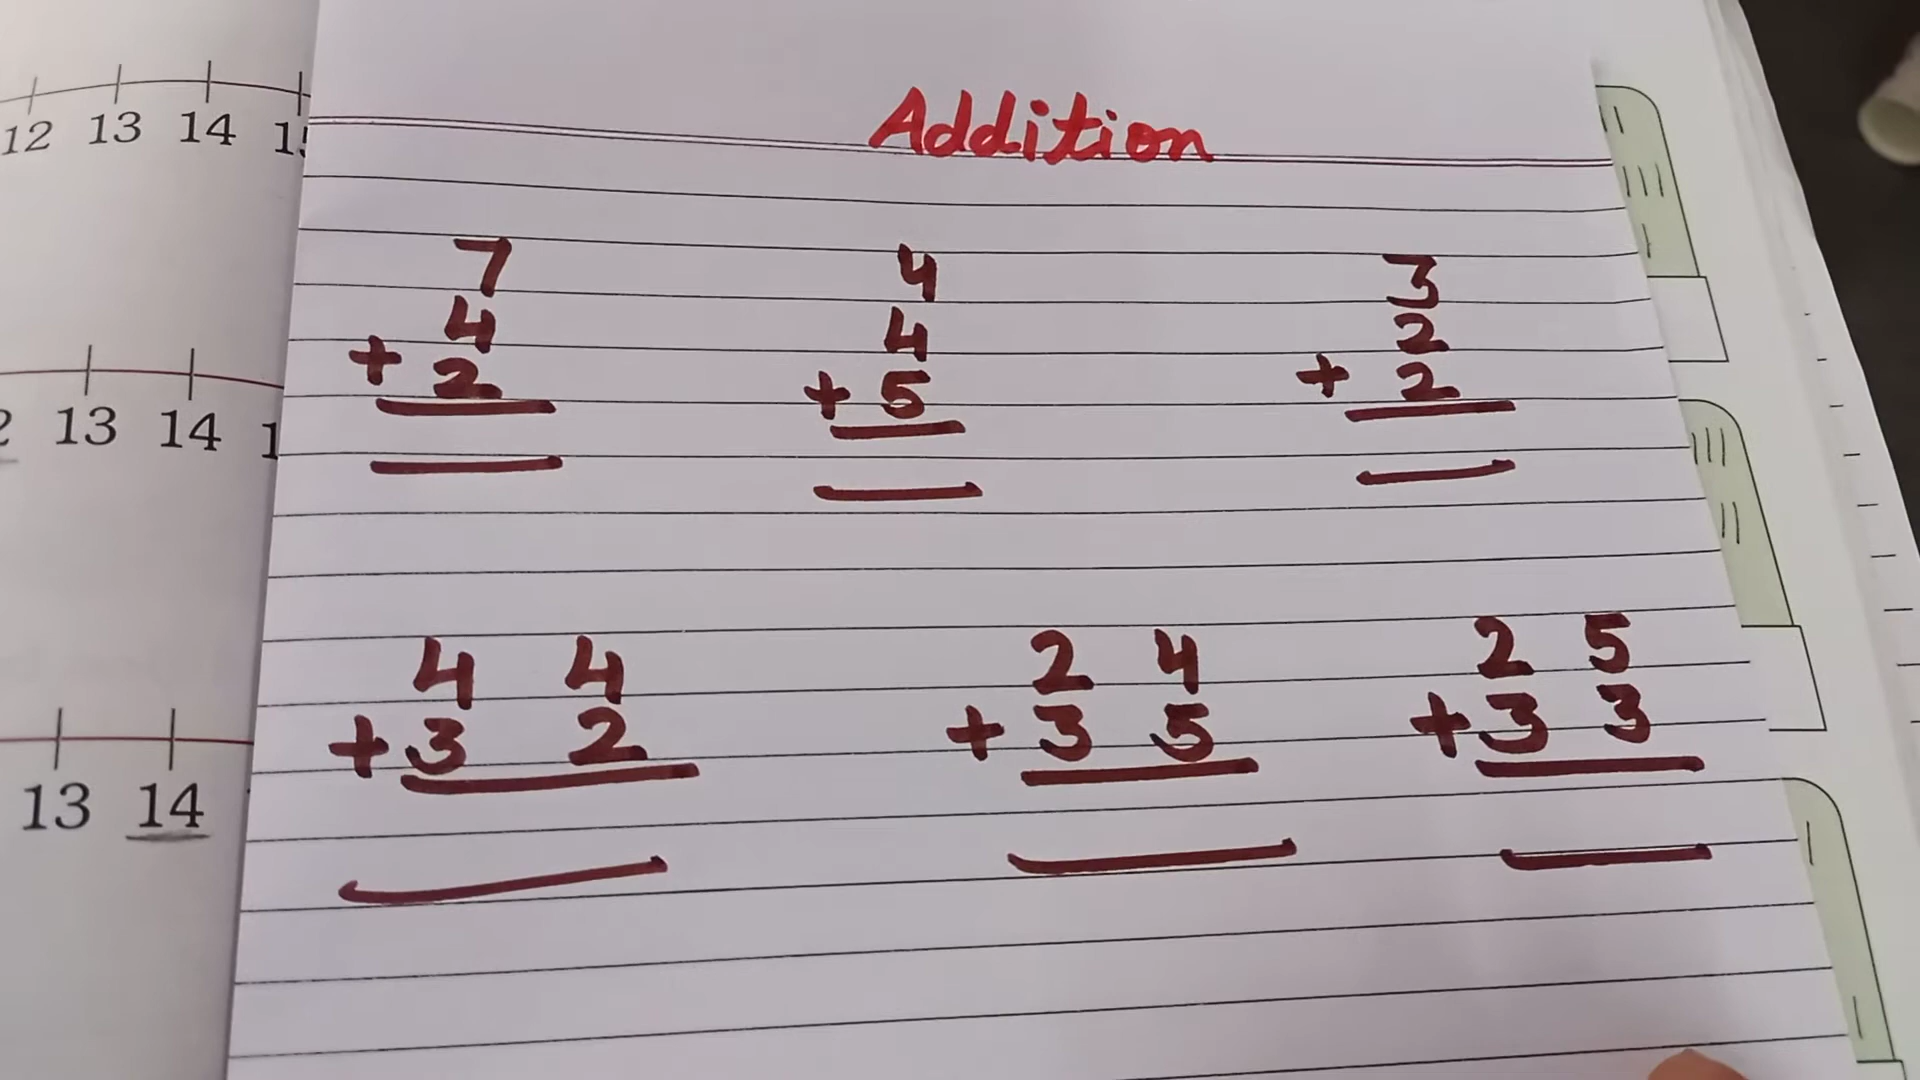 Addition
7 4 3
4 4 2
+ 2 + 5 + 2
4 4 2 4 2 5
+ 3 2 + 3 5 + 3 3
12 13 14
13 14
13 14